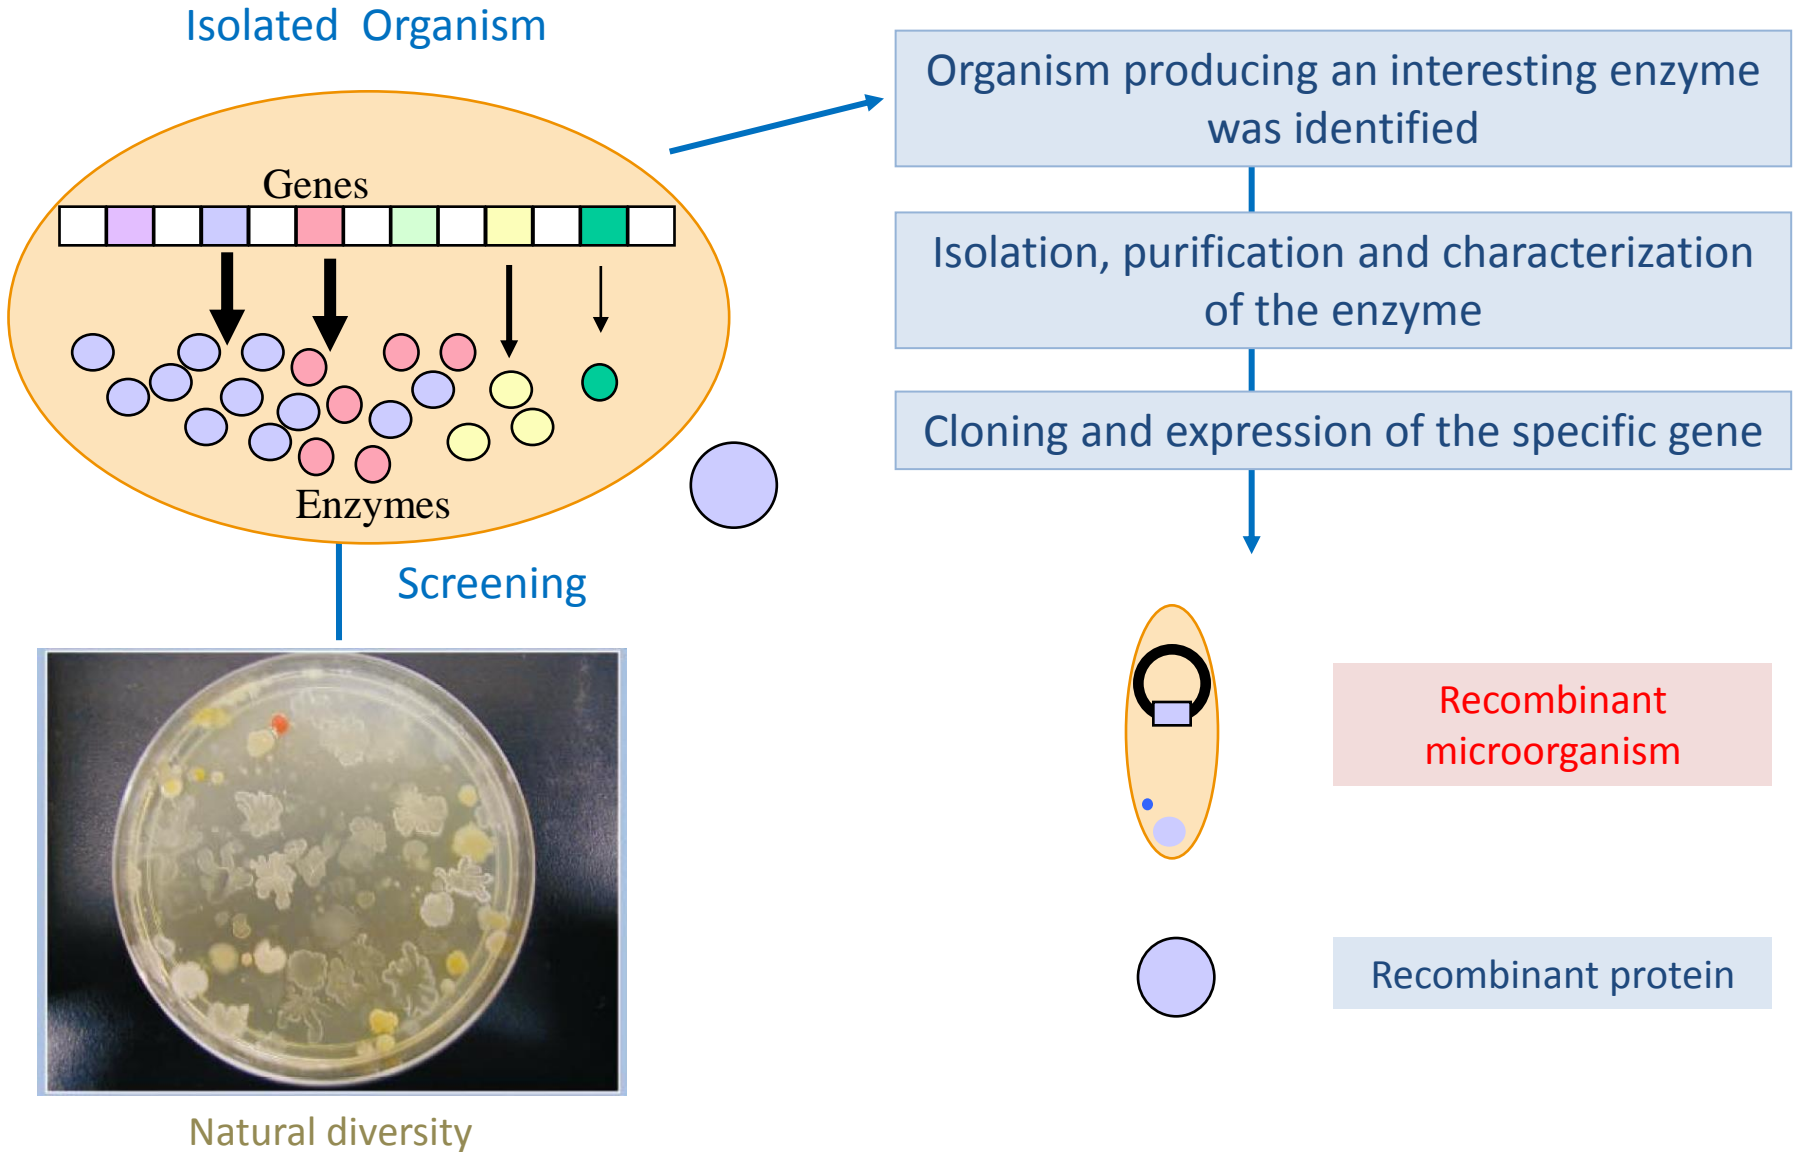 Isolated  Organism
Genes
Enzymes
Screening
Natural diversity
Organism producing an interesting enzyme
was identified
Isolation, purification and characterization
of the enzyme
Cloning and expression of the specific gene
Recombinant
microorganism
Recombinant protein